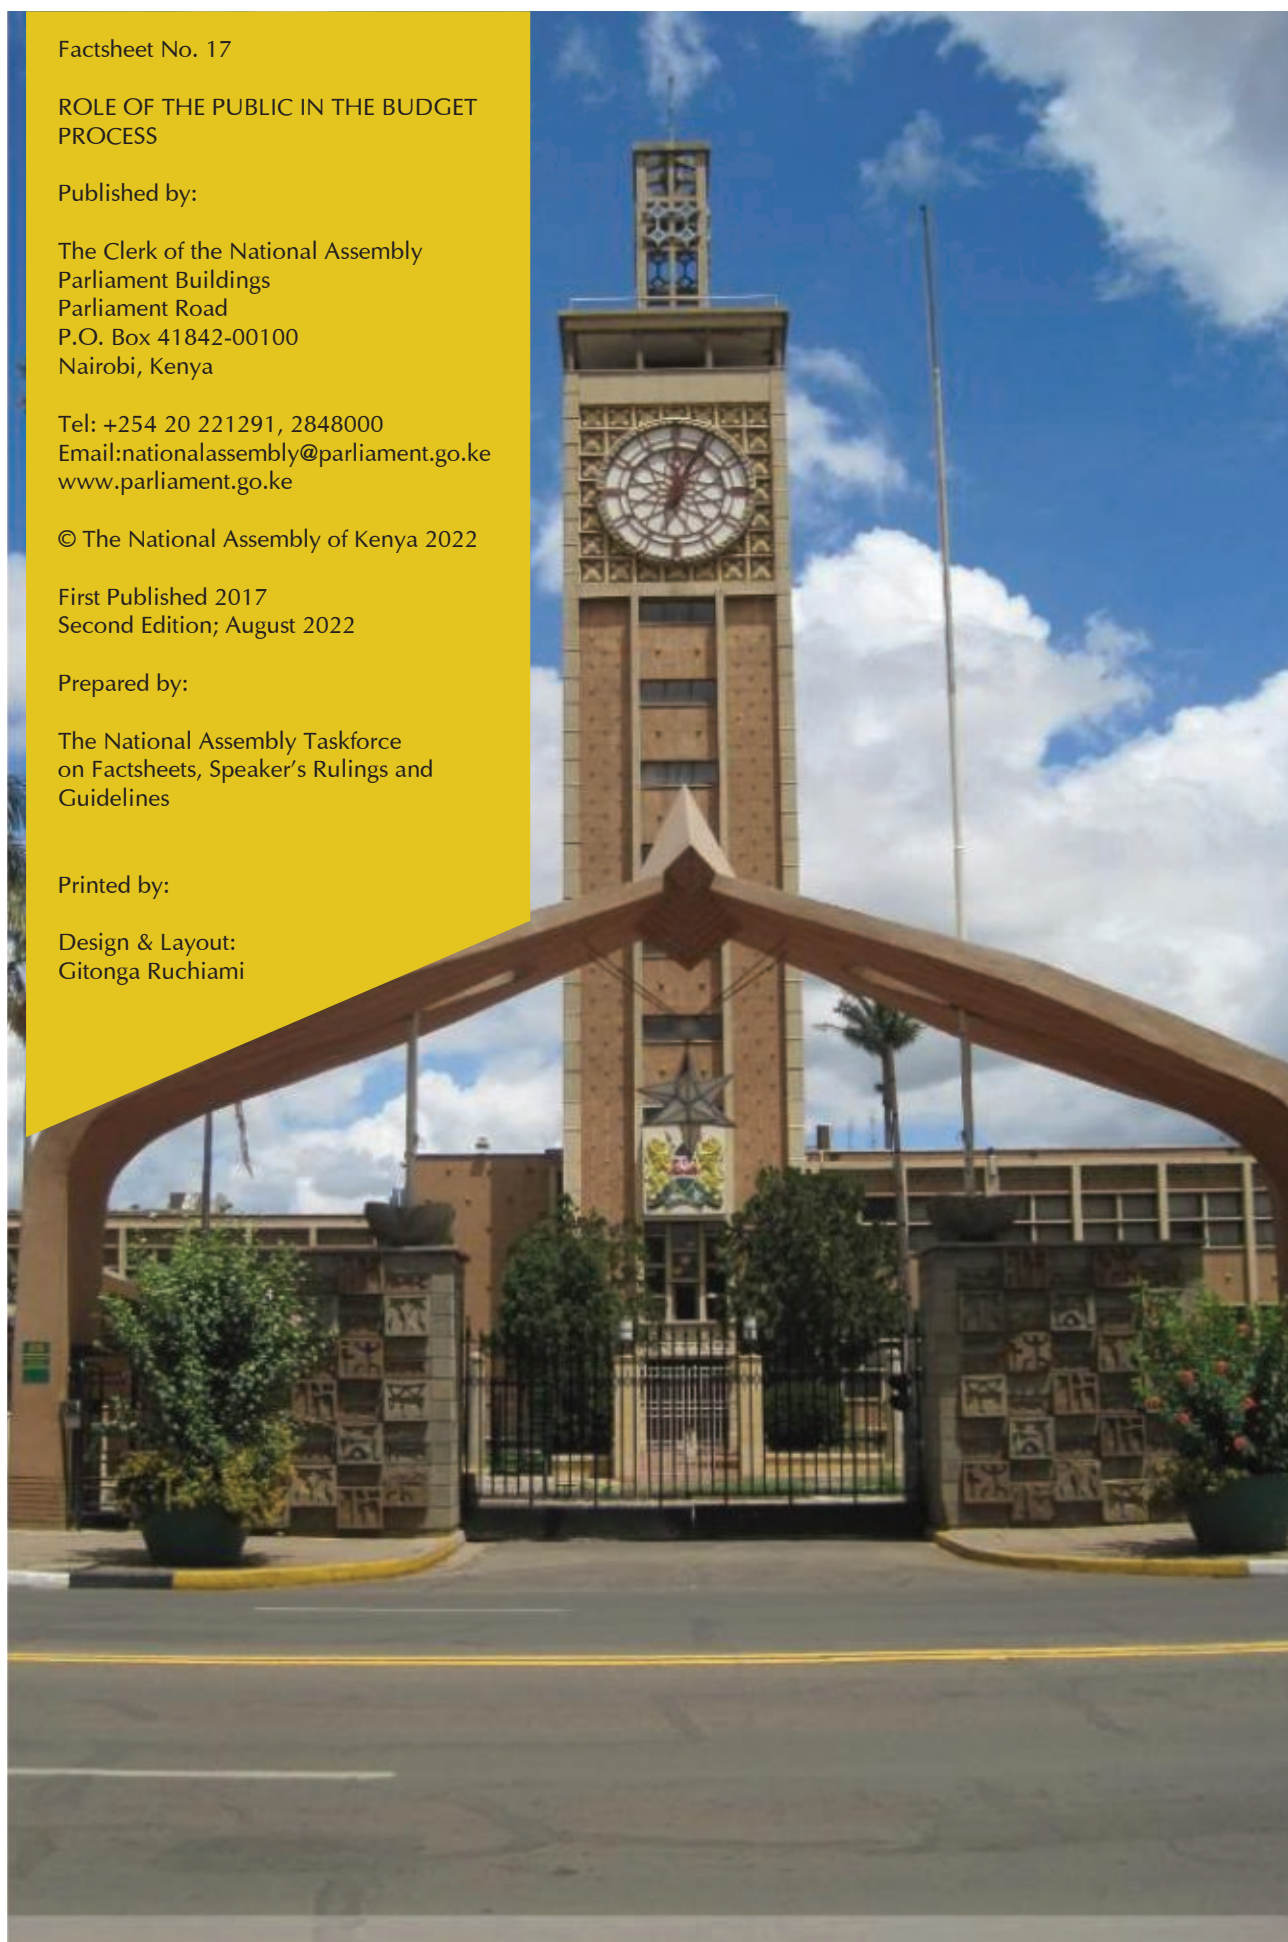 Factsheet No. 17
ROLE OF THE PUBLIC IN THE BUDGET
PROCESS
Published by:
The Clerk of the National Assembly
Parliament Buildings
Parliament Road
P.O. Box 41842-00100
Nairobi, Kenya
Tel: +254 20 221291, 2848000
Email:nationalassembly@parliament.go.ke
www.parliament.go.ke
© The National Assembly of Kenya 2022
First Published 2017
Second Edition; August 2022
Prepared by:
The National Assembly Taskforce
on Factsheets, Speaker’s Rulings and
Guidelines
Printed by:
Design & Layout:
Gitonga Ruchiami